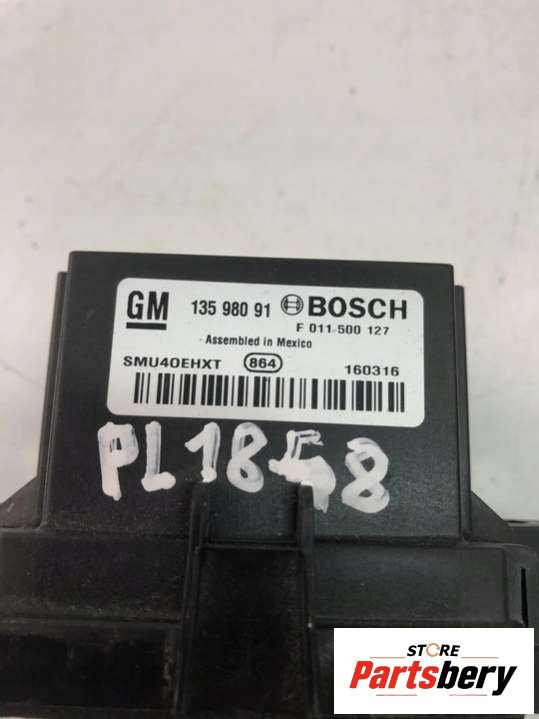 GM 135 980 91 BOSCH
F 011 500 127
Assembled in Mexico
SMU40EHXT 864 160316
PL1858
STORE
Partsbery